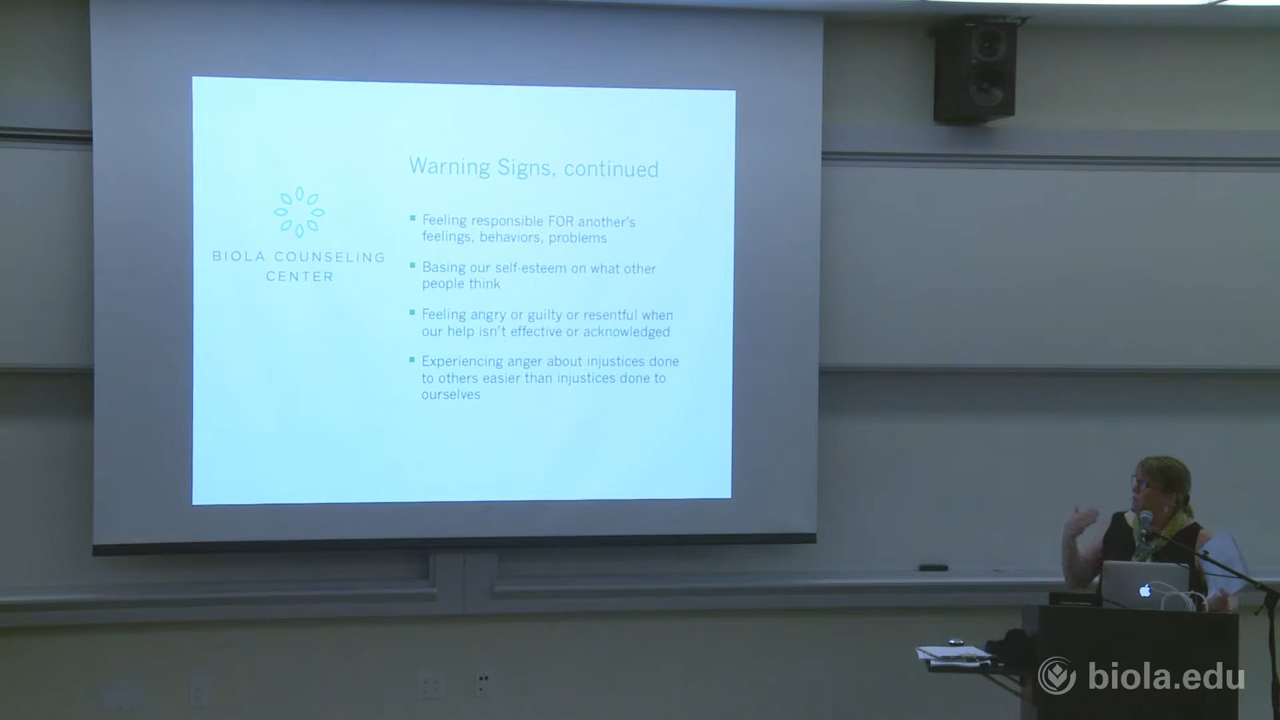 Warning Signs, continued
BIOLA COUNSELING
CENTER
▪ Feeling responsible FOR another's
feelings, behaviors, problems
▪ Basing our self-esteem on what other
people think
▪ Feeling angry or guilty or resentful when
our help isn't effective or acknowledged
▪ Experiencing anger about injustices done
to others easier than injustices done to
ourselves
biola.edu